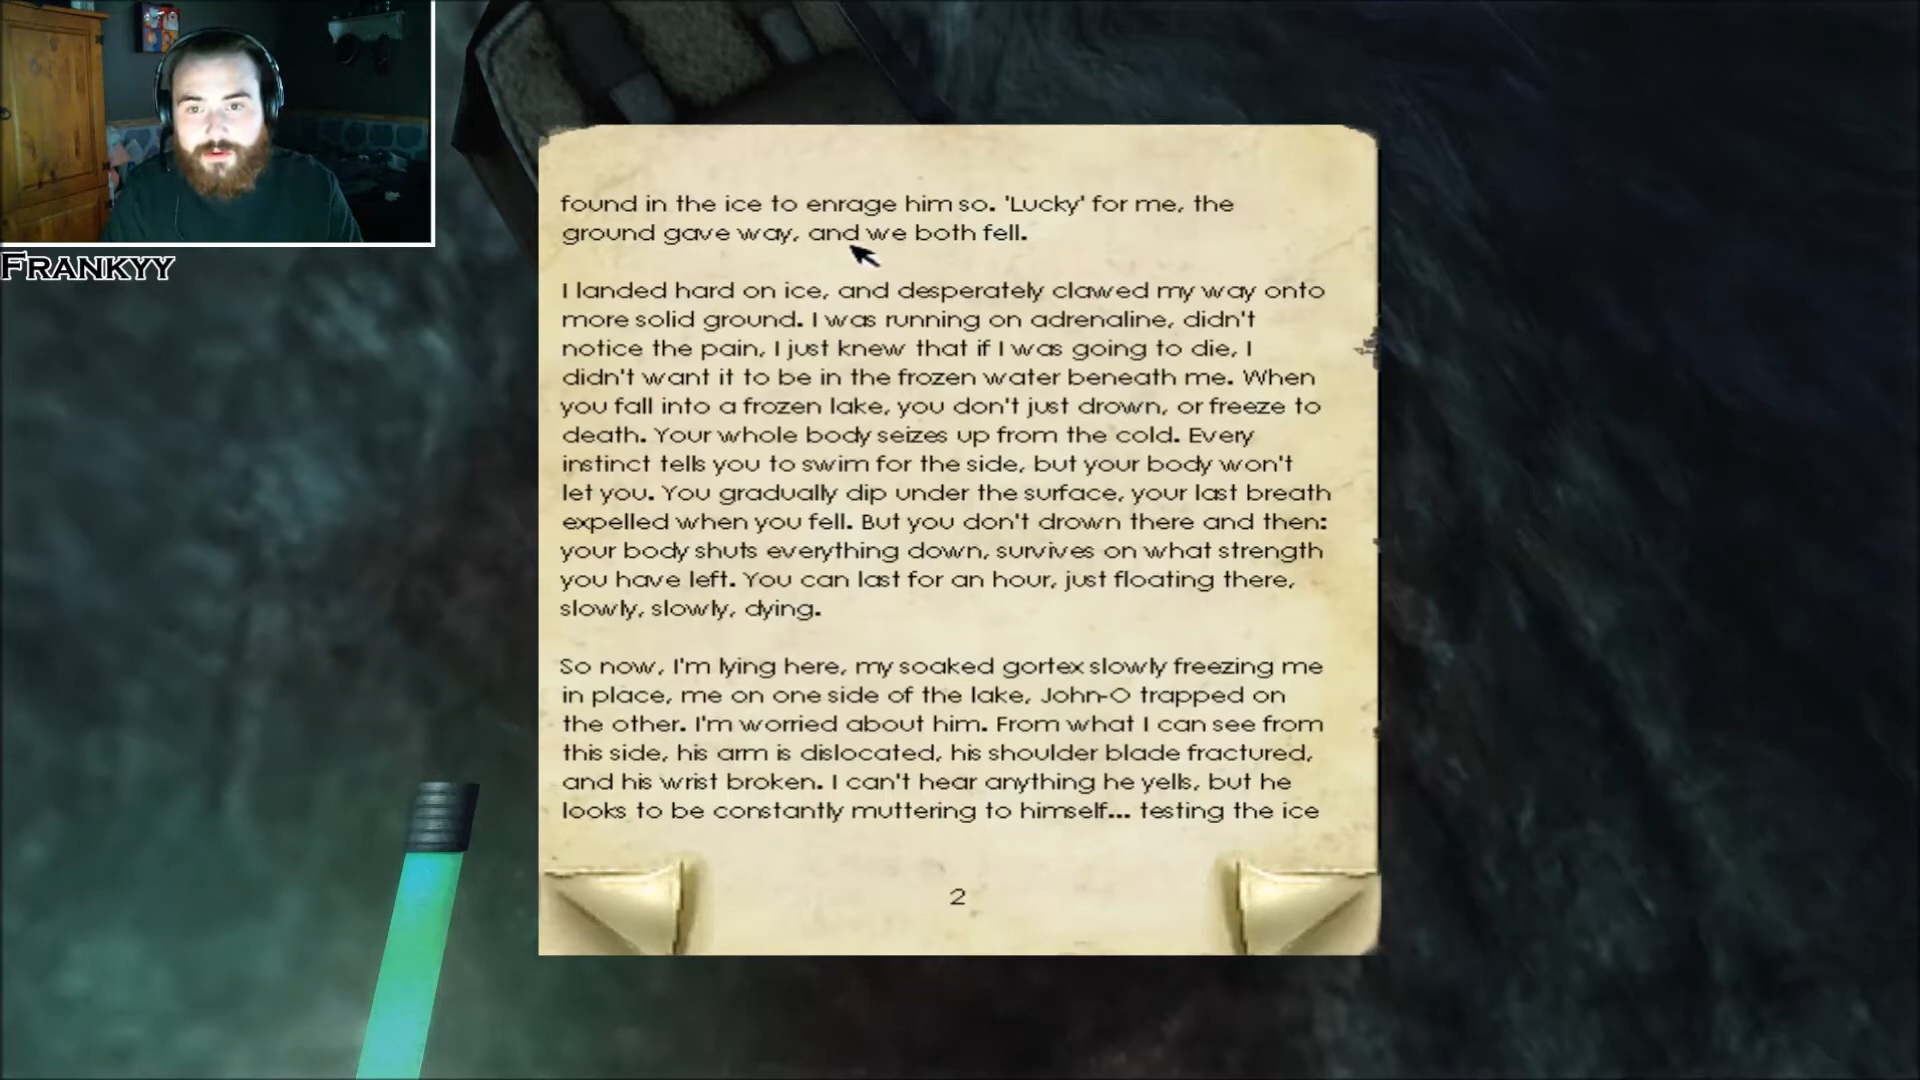 FRANKYY
found in the ice to enrage him so. 'Lucky' for me, the
ground gave way, and we both fell.
I landed hard on ice, and desperately clawed my way onto
more solid ground. I was running on adrenaline, didn't
notice the pain, I just knew that if I was going to die, I
didn't want it to be in the frozen water beneath me. When
you fall into a frozen lake, you don't just drown, or freeze to
death. Your whole body seizes up from the cold. Every
instinct tells you to swim for the side, but your body won't
let you. You gradually dip under the surface, your last breath
expelled when you fell. But you don't drown there and then:
your body shuts everything down, survives on what strength
you have left. You can last for an hour, just floating there,
slowly, slowly, dying.
So now, I'm lying here, my soaked gortex slowly freezing me
in place, me on one side of the lake, John-O trapped on
the other. I'm worried about him. From what I can see from
this side, his arm is dislocated, his shoulder blade fractured,
and his wrist broken. I can't hear anything he yells, but he
looks to be constantly muttering to himself... testing the ice
2